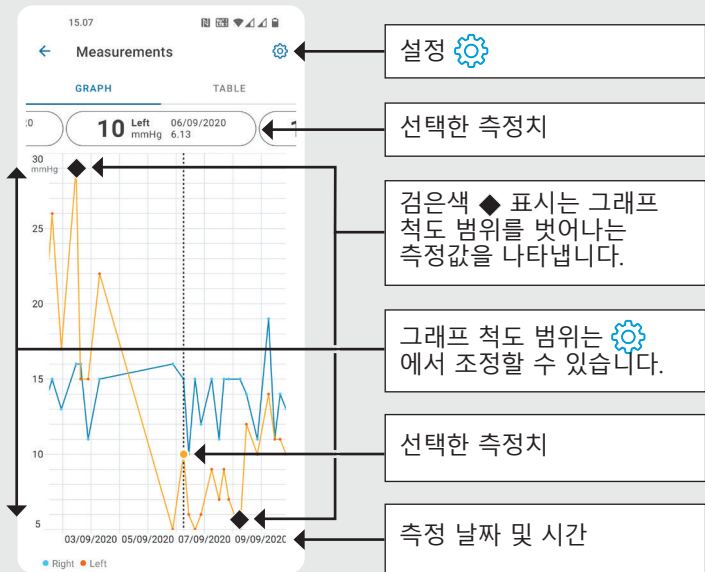 15.07
Measurements
GRAPH TABLE
10 Left 06/09/2020
mmHg 6.13
30
mmHg
25
20
15
10
5
03/09/2020 05/09/2020 07/09/2020 09/09/2020
Right Left
설정
선택한 측정치
검은색 ◆ 표시는 그래프
척도 범위를 벗어나는
측정값을 나타냅니다.
그래프 척도 범위는
에서 조정할 수 있습니다.
선택한 측정치
측정 날짜 및 시간